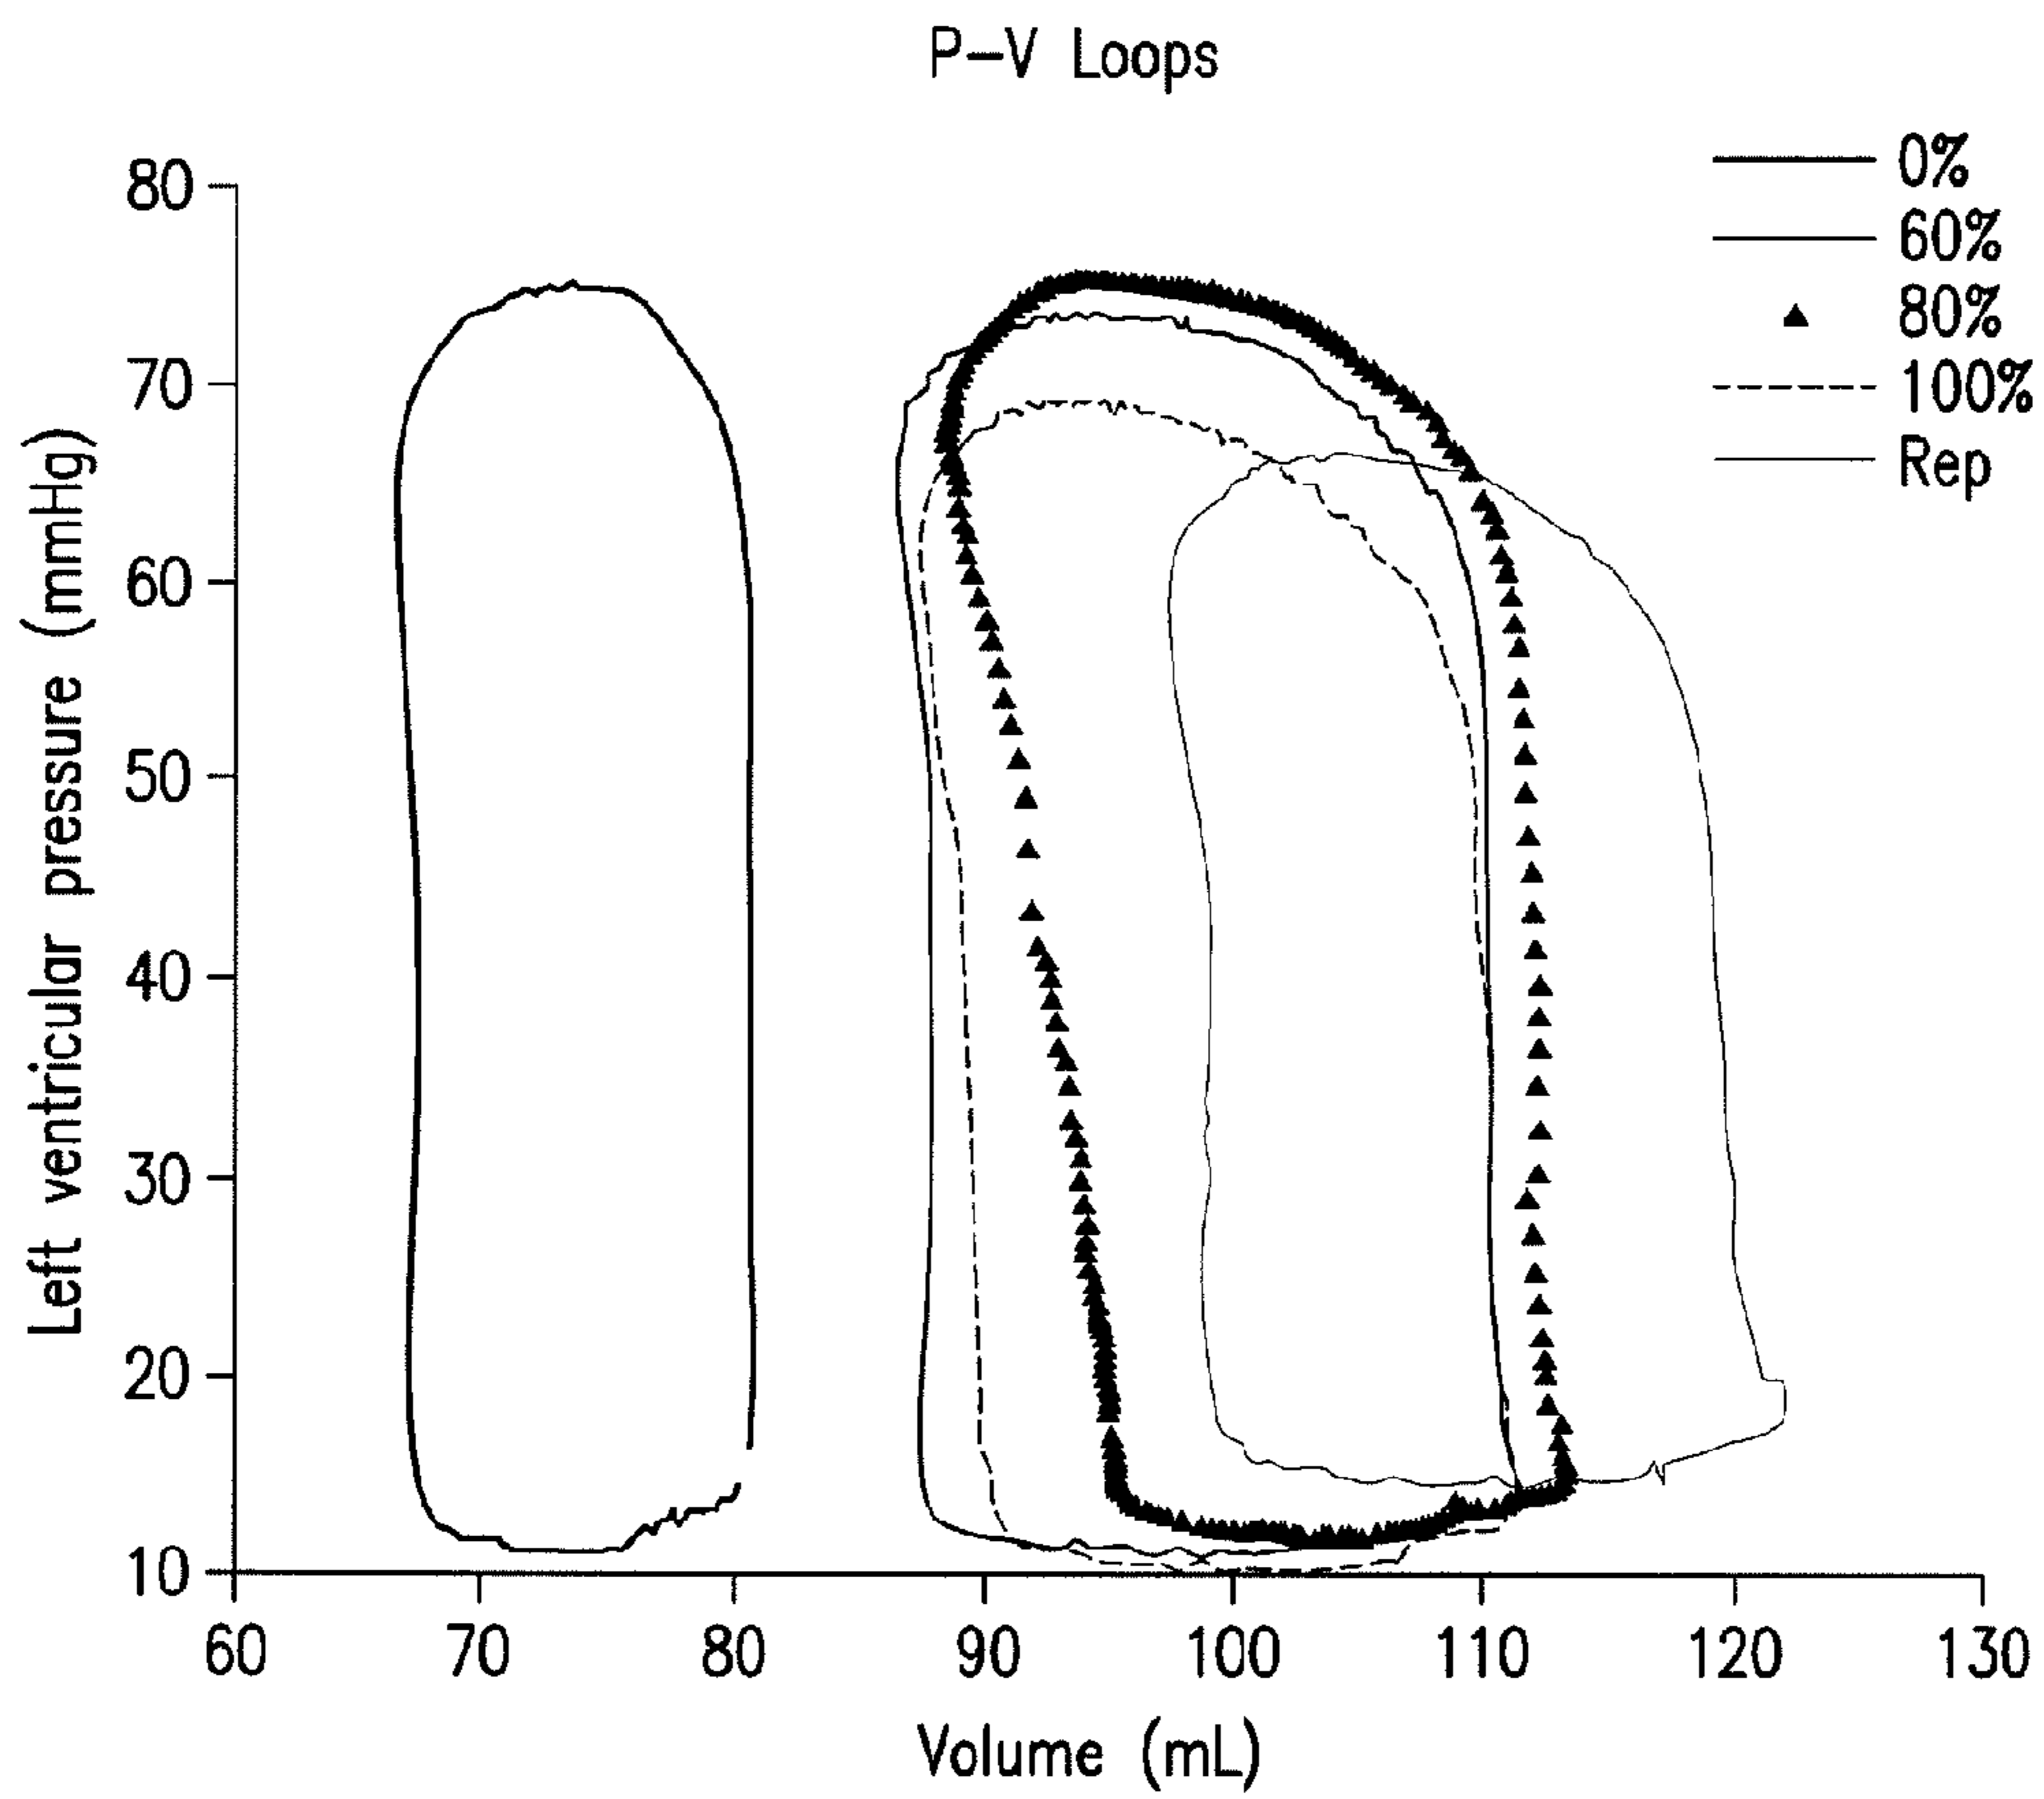 P-V Loops
0%
60%
80%
100%
Rep
Left ventricular pressure (mmHg)
80
70
60
50
40
30
20
10
60 70 80 90 100 110 120 130
Volume (mL)